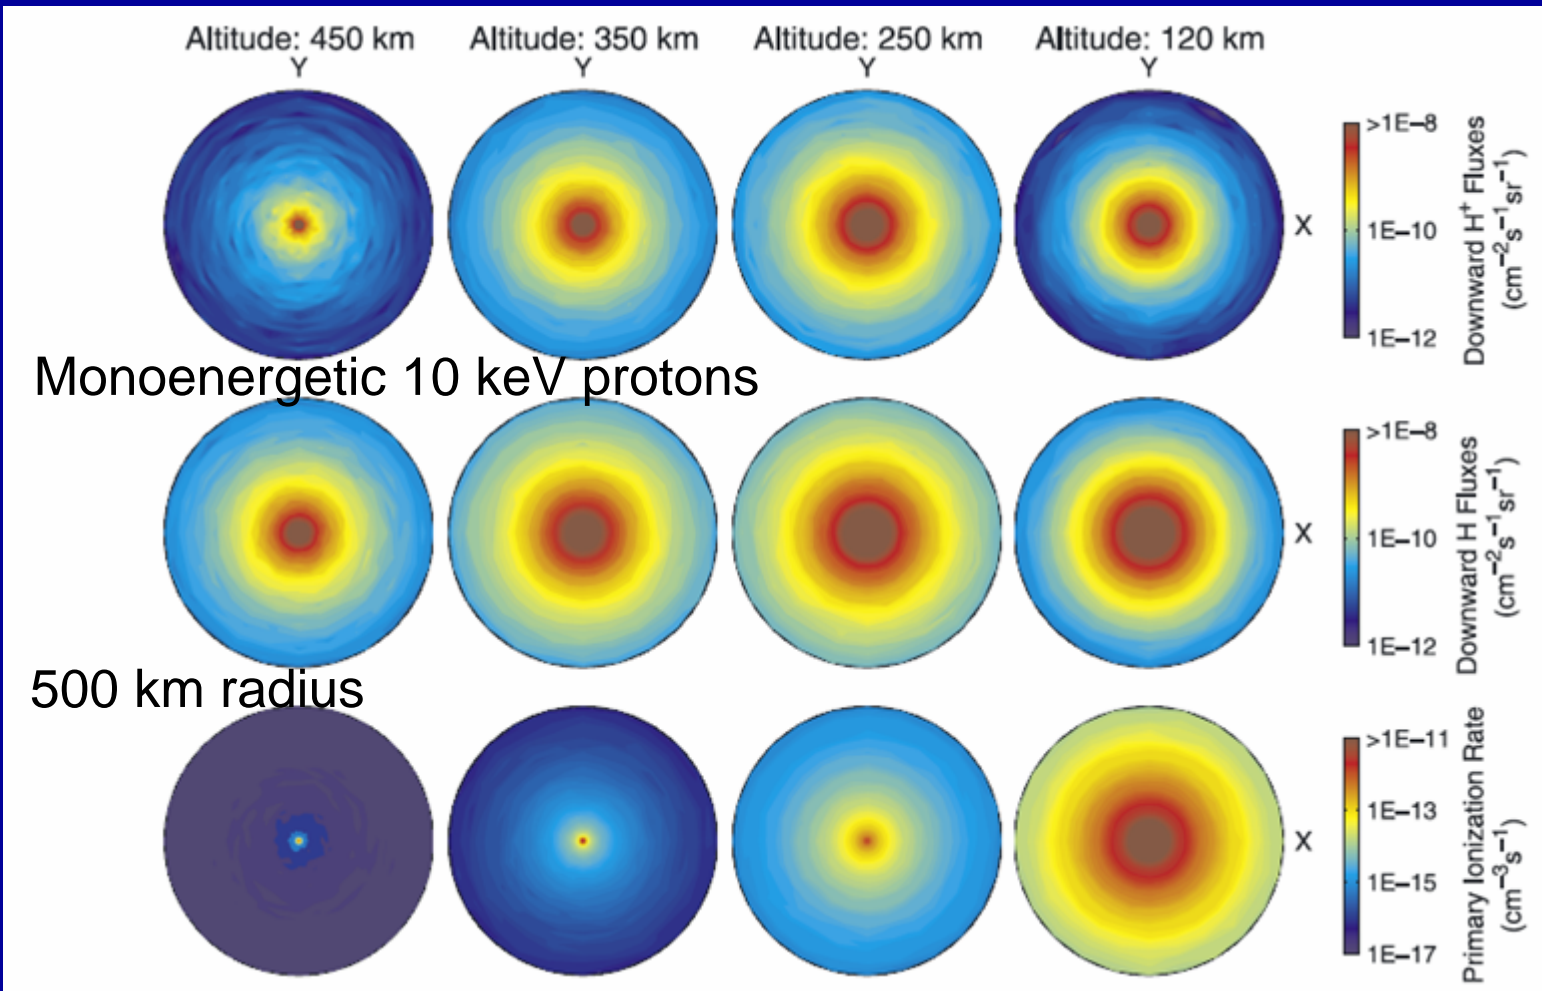 Altitude: 450 km Altitude: 350 km Altitude: 250 km Altitude: 120 km
Y Y Y Y
>1E−8
1E−10
1E−12
X
Downward H⁺ Fluxes
(cm⁻²s⁻¹sr⁻¹)
Monoenergetic 10 keV protons
>1E−8
1E−10
1E−12
X
Downward H Fluxes
(cm⁻²s⁻¹sr⁻¹)
500 km radius
>1E−11
1E−13
1E−15
1E−17
X
Primary Ionization Rate
(cm⁻³s⁻¹)